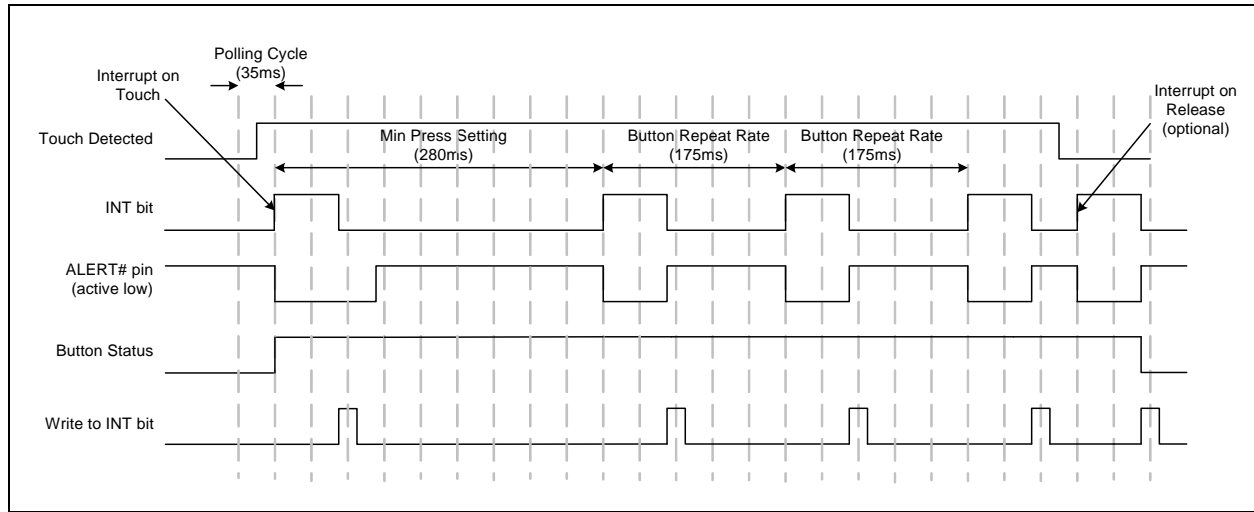 Polling Cycle
(35ms)
Interrupt on
Touch
Interrupt on
Release
(optional)
Touch Detected
Min Press Setting
(280ms)
Button Repeat Rate
(175ms)
Button Repeat Rate
(175ms)
INT bit
ALERT# pin
(active low)
Button Status
Write to INT bit